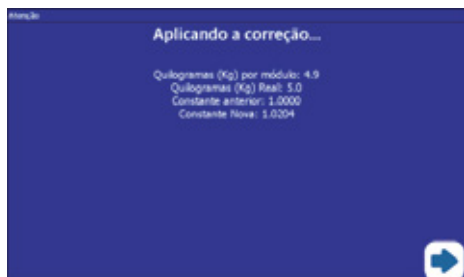 Atenção
Aplicando a correção...
Quilogramas (Kg) por módulo: 4.9
Quilogramas (Kg) Real: 5.0
Constante anterior: 1.0000
Constante Nova: 1.0204